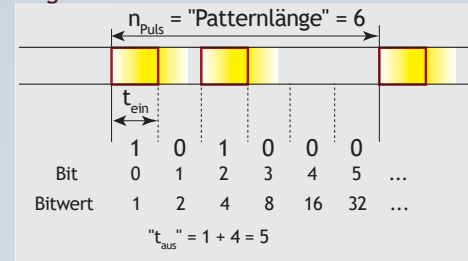 n_Puls = "Patternlänge" = 6
t_ein
1 0 1 0 0 0
Bit 0 1 2 3 4 5 ...
Bitwert 1 2 4 8 16 32 ...
"t_aus" = 1 + 4 = 5